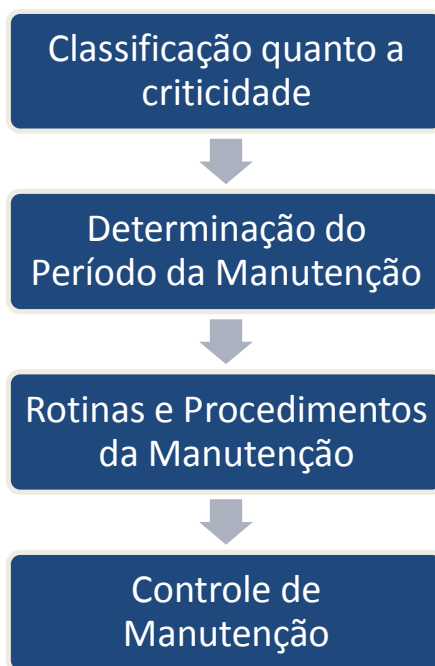 Classificação quanto a
criticidade
Determinação do
Período da Manutenção
Rotinas e Procedimentos
da Manutenção
Controle de
Manutenção